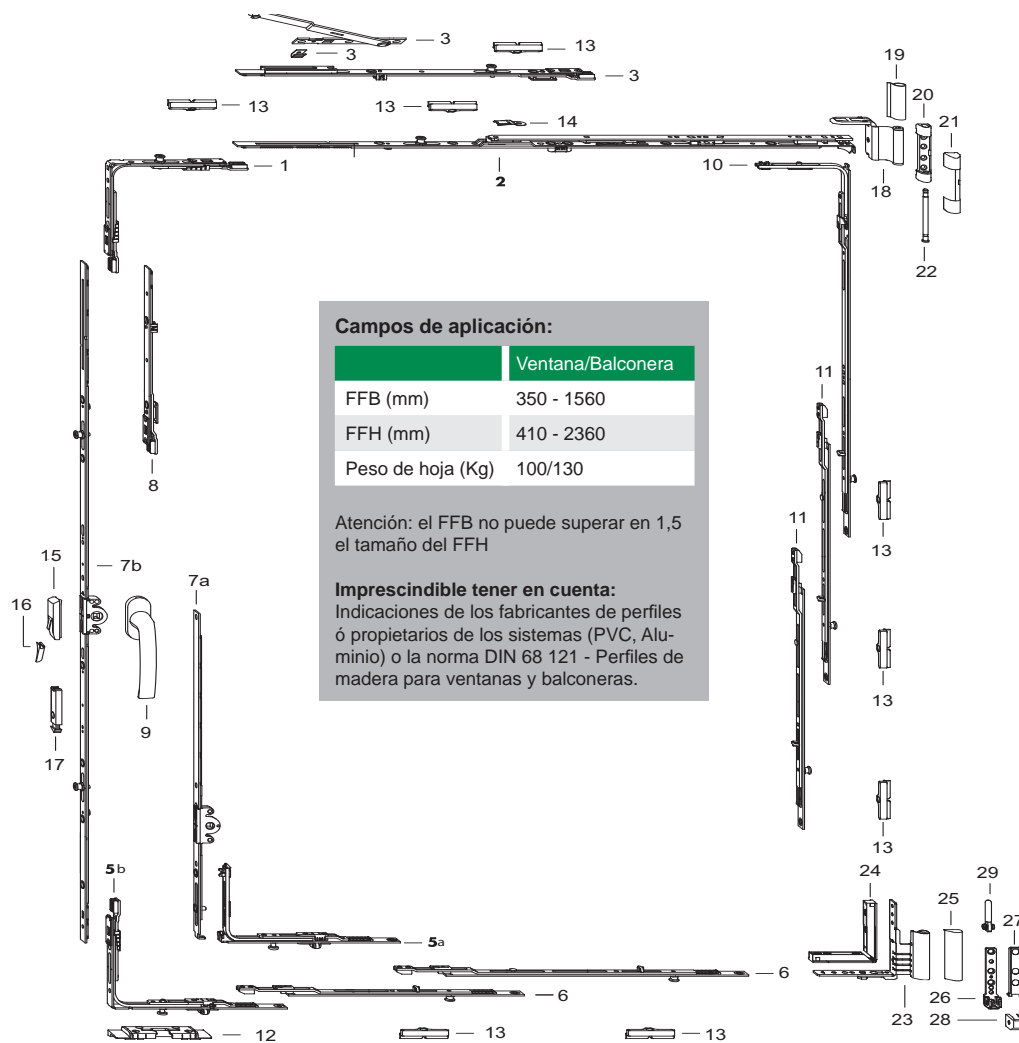 3
13
3
3
19
20
13
13
14
21
1
2
10
18
22
Campos de aplicación:
Ventana/Balconera
FFB (mm) 350 - 1560
FFH (mm) 410 - 2360
Peso de hoja (Kg) 100/130
Atención: el FFB no puede superar en 1,5
el tamaño del FFH
Imprescindible tener en cuenta:
Indicaciones de los fabricantes de perfiles
ó propietarios de los sistemas (PVC, Alu-
minio) o la norma DIN 68 121 - Perfiles de
madera para ventanas y balconeras.
11
8
11
13
15
7b
7a
16
13
9
17
13
5b
24
29
25
27
5a
6
6
26
23
28
12
13
13